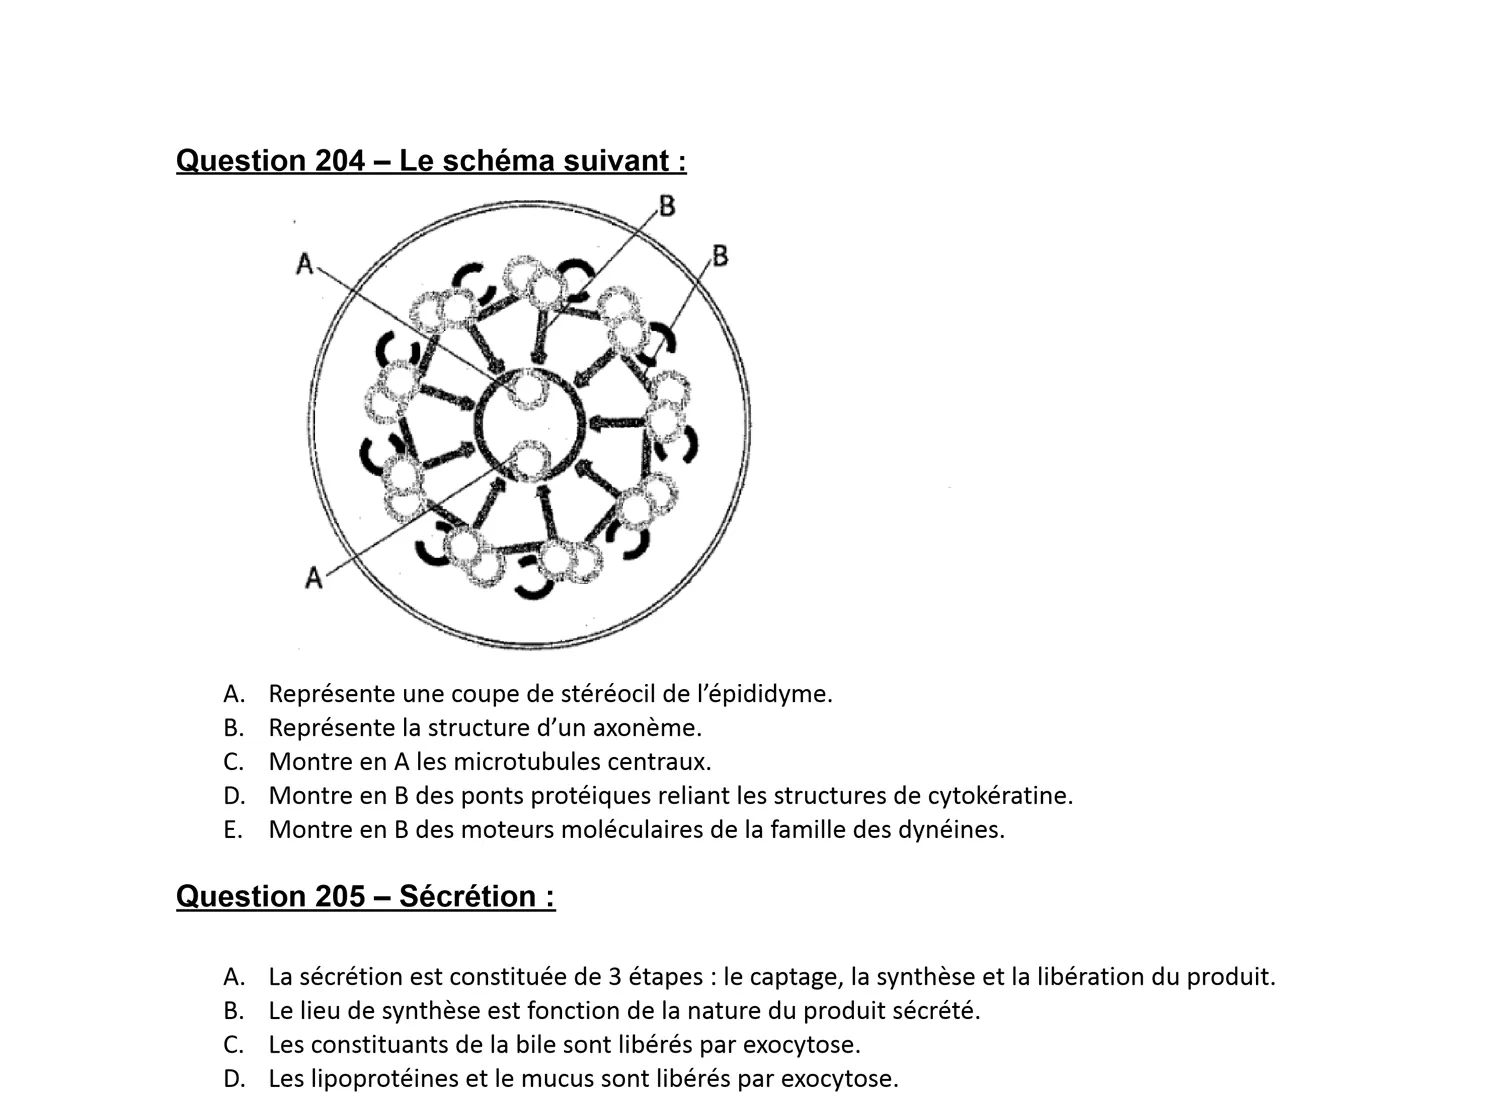 Question 204 – Le schéma suivant :
B
B
A
A
A. Représente une coupe de stéréocil de l’épididyme.
B. Représente la structure d’un axonème.
C. Montre en A les microtubules centraux.
D. Montre en B des ponts protéiques reliant les structures de cytokératine.
E. Montre en B des moteurs moléculaires de la famille des dynéines.
Question 205 – Sécrétion :
A. La sécrétion est constituée de 3 étapes : le captage, la synthèse et la libération du produit.
B. Le lieu de synthèse est fonction de la nature du produit sécrété.
C. Les constituants de la bile sont libérés par exocytose.
D. Les lipoprotéines et le mucus sont libérés par exocytose.